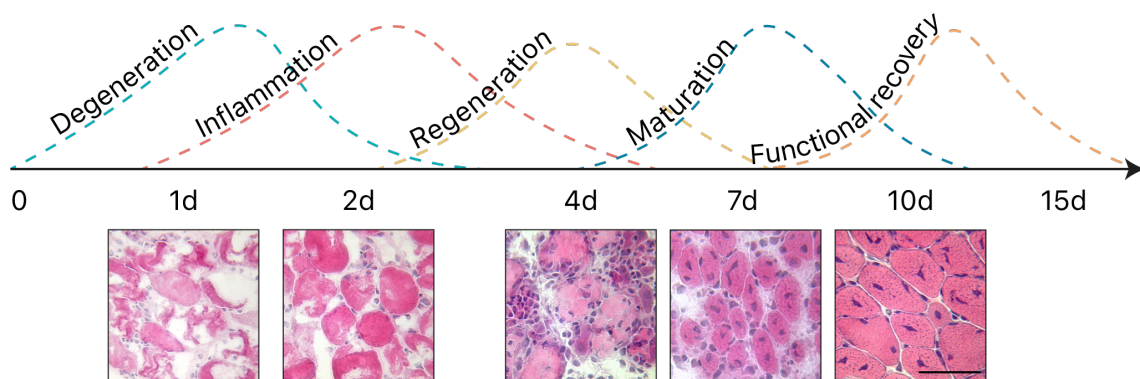 Degeneration
Inflammation
Regeneration
Maturation
Functional recovery
0 1d 2d 4d 7d 10d 15d